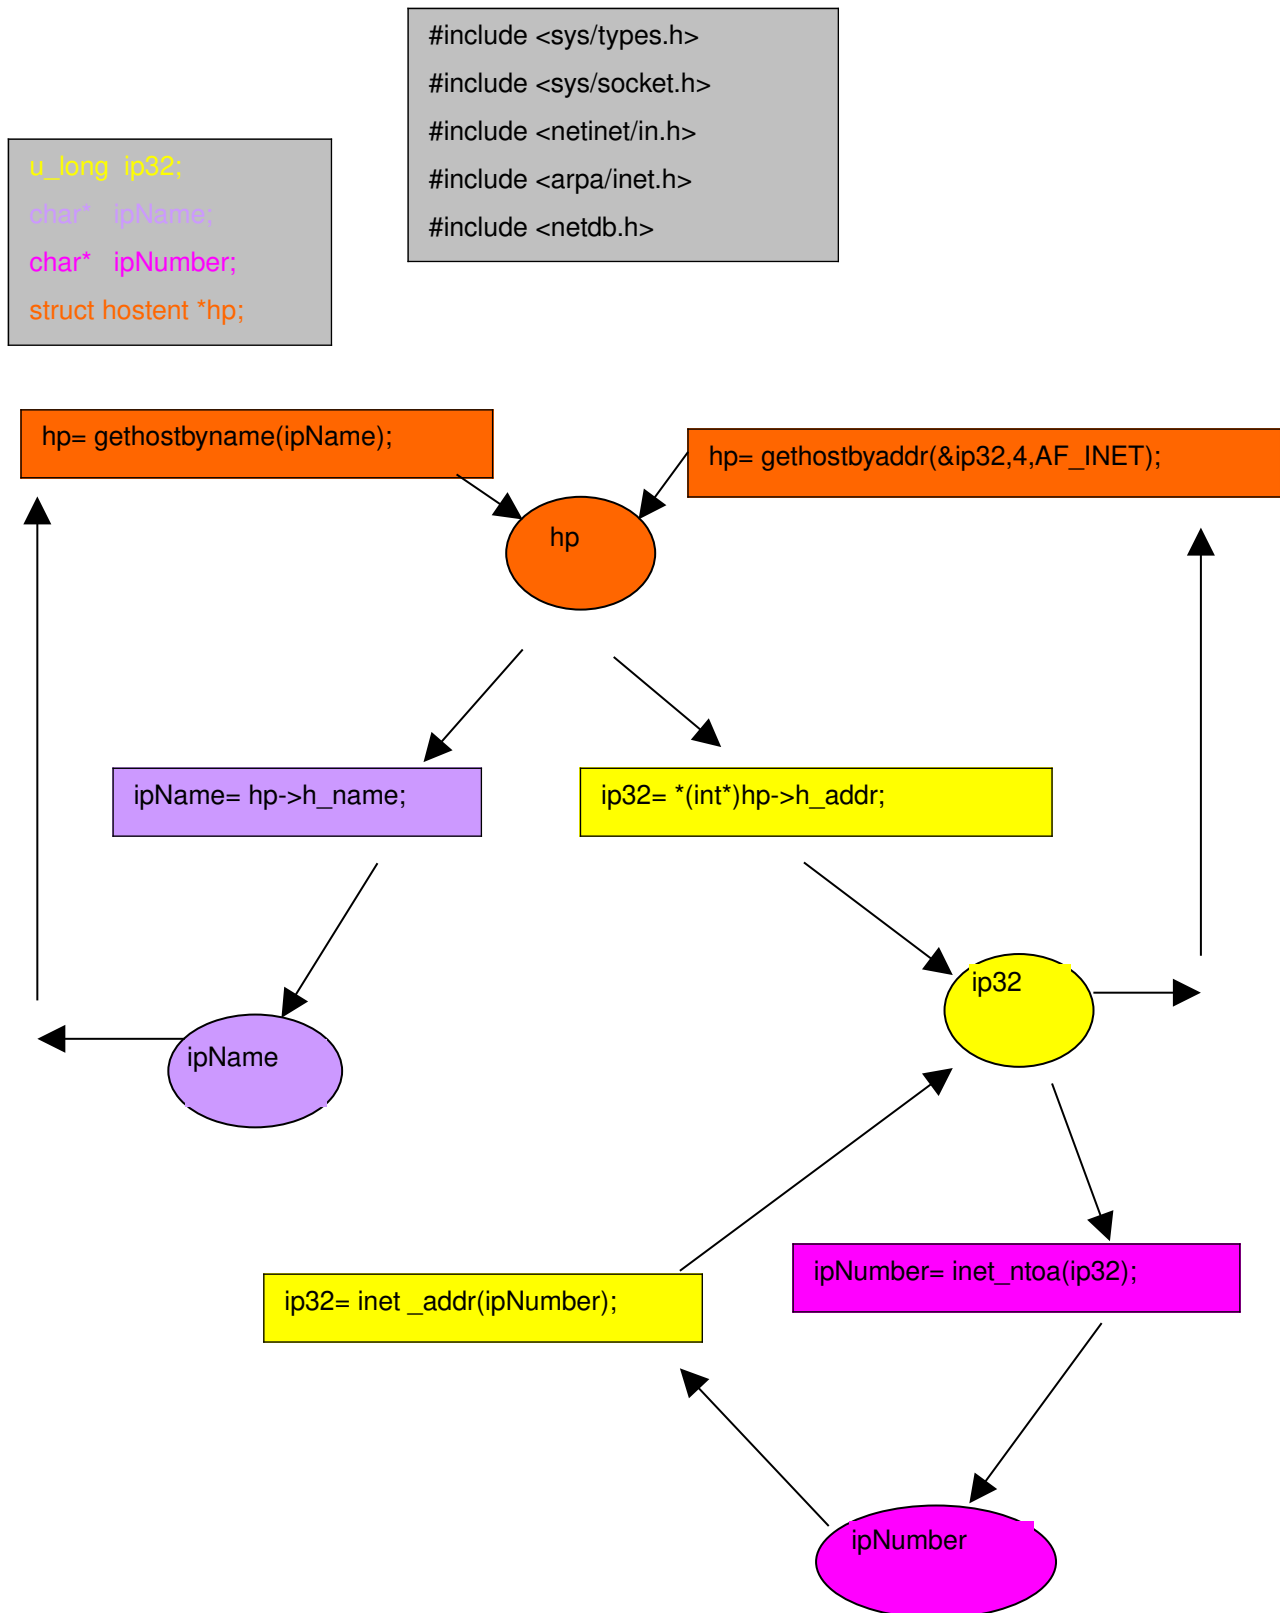 #include <sys/types.h>
#include <sys/socket.h>
#include <netinet/in.h>
#include <arpa/inet.h>
#include <netdb.h>
u_long  ip32;
char*   ipName;
char*   ipNumber;
struct hostent *hp;
hp= gethostbyname(ipName);
hp= gethostbyaddr(&ip32,4,AF_INET);
hp
ipName= hp->h_name;
ip32= *(int*)hp->h_addr;
ip32
ipName
ipNumber= inet_ntoa(ip32);
ip32= inet _addr(ipNumber);
ipNumber